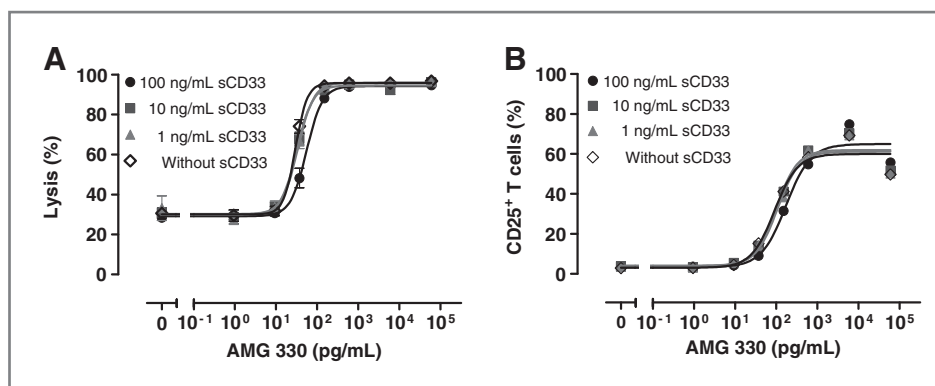 A
Lysis (%)
100
80
60
40
20
0
100 ng/mL sCD33
10 ng/mL sCD33
1 ng/mL sCD33
Without sCD33
0 10⁻¹ 10⁰ 10¹ 10² 10³ 10⁴ 10⁵
AMG 330 (pg/mL)
B
CD25⁺ T cells (%)
100
80
60
40
20
0
100 ng/mL sCD33
10 ng/mL sCD33
1 ng/mL sCD33
Without sCD33
0 10⁻¹ 10⁰ 10¹ 10² 10³ 10⁴ 10⁵
AMG 330 (pg/mL)